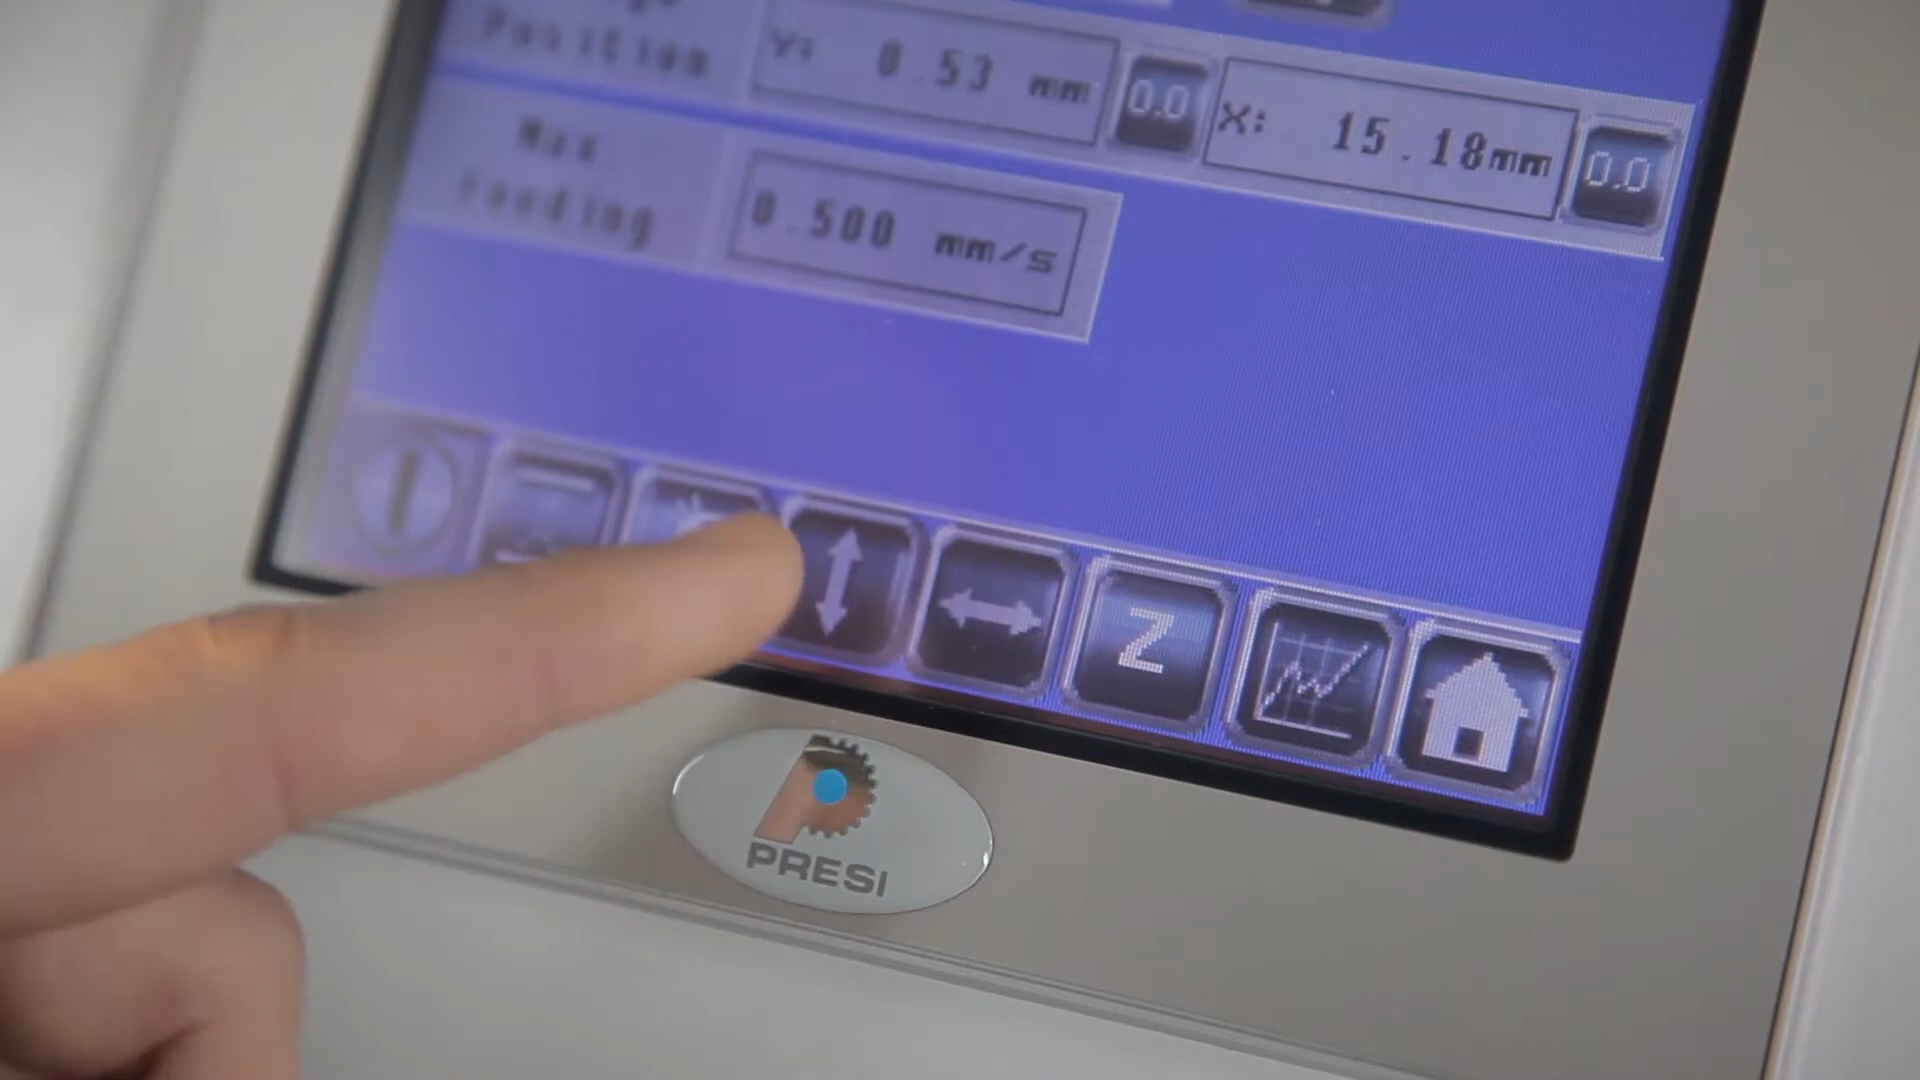 Position
Y: 0.53 mm
0.0
X: 15.18mm
0.0
Max
Feeding
0.500 mm/s
Z
PRESI